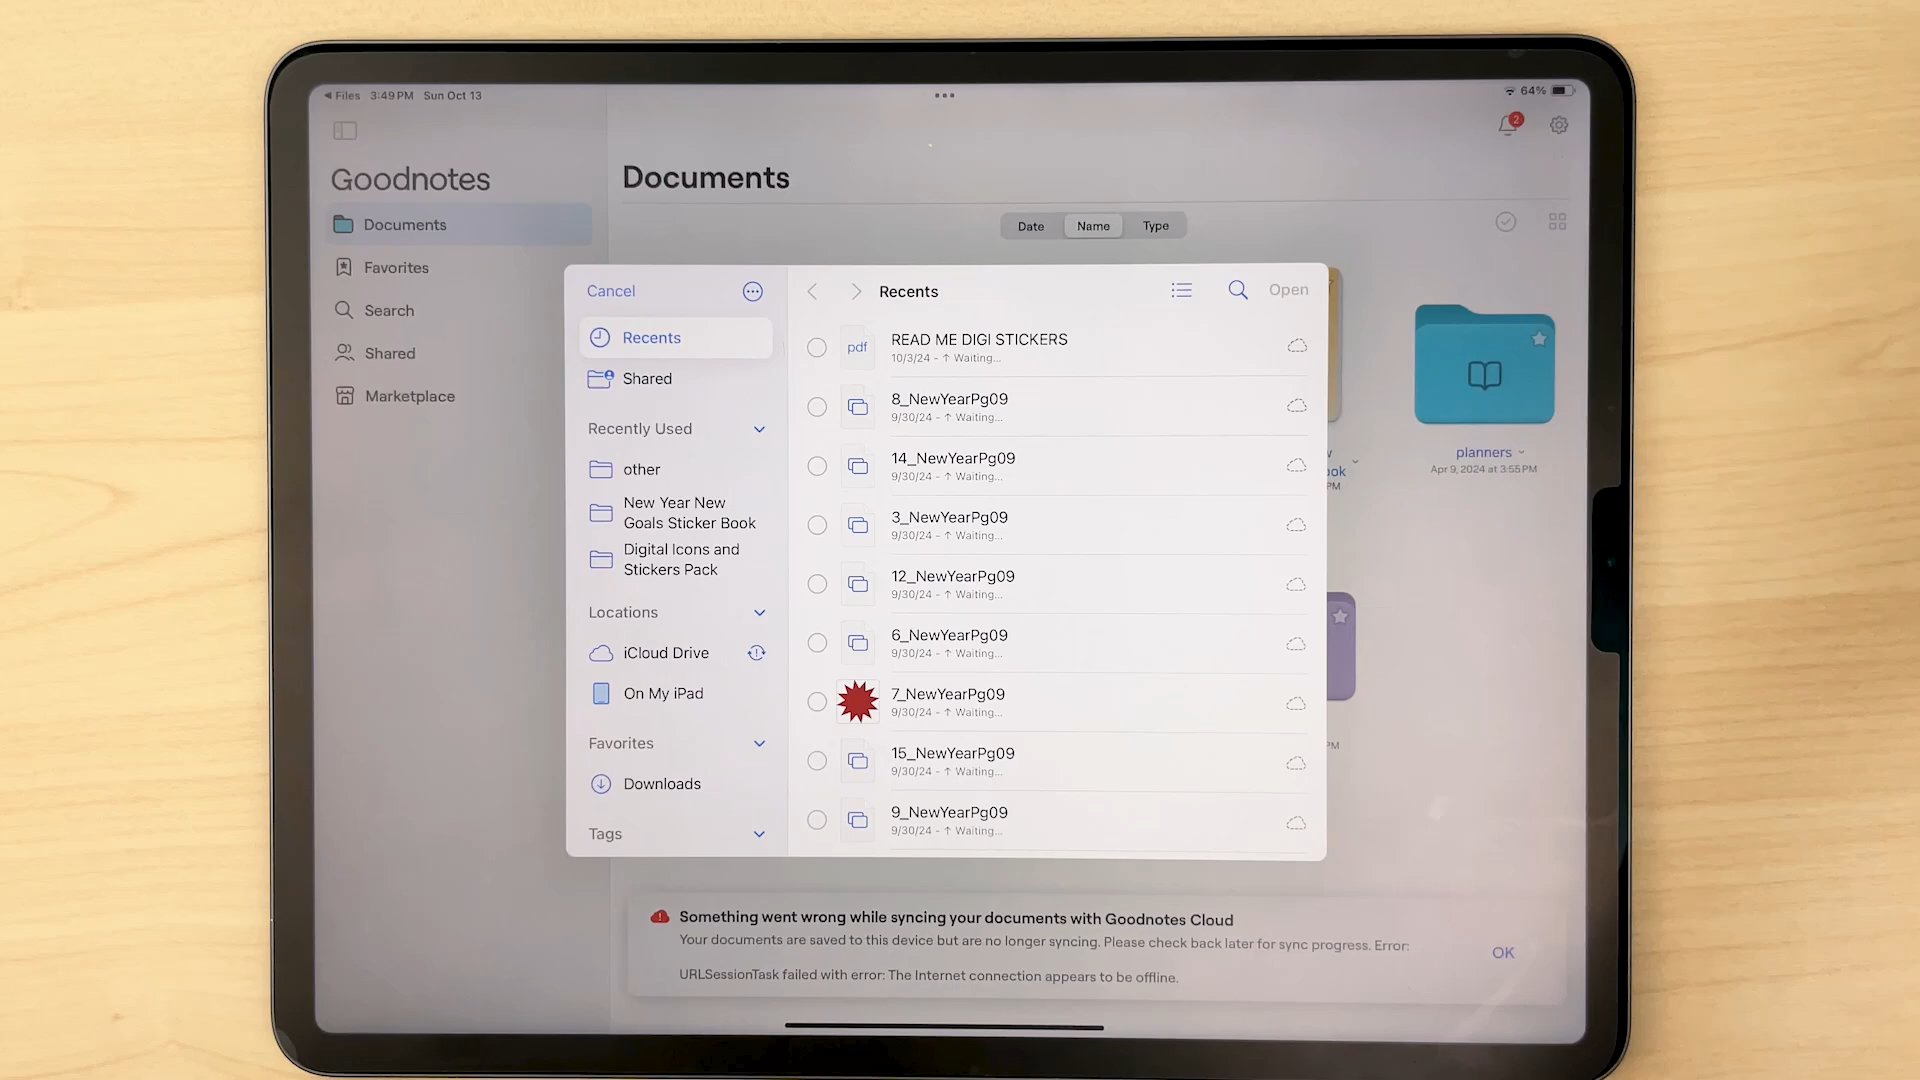 Files 3:49 PM Sun Oct 13
64%
2
Goodnotes
Documents
Favorites
Search
Shared
Marketplace
Documents
Date Name Type
Cancel
Recents
Shared
Recently Used
other
New Year New
Goals Sticker Book
Digital Icons and
Stickers Pack
Locations
iCloud Drive
On My iPad
Favorites
Downloads
Tags
Recents
Open
pdf
READ ME DIGI STICKERS
10/3/24 - ↑ Waiting...
8_NewYearPg09
9/30/24 - ↑ Waiting...
14_NewYearPg09
9/30/24 - ↑ Waiting...
3_NewYearPg09
9/30/24 - ↑ Waiting...
12_NewYearPg09
9/30/24 - ↑ Waiting...
6_NewYearPg09
9/30/24 - ↑ Waiting...
7_NewYearPg09
9/30/24 - ↑ Waiting...
15_NewYearPg09
9/30/24 - ↑ Waiting...
9_NewYearPg09
9/30/24 - ↑ Waiting...
planners
Apr 9, 2024 at 3:55 PM
PM
PM
Something went wrong while syncing your documents with Goodnotes Cloud
Your documents are saved to this device but are no longer syncing. Please check back later for sync progress. Error:
URLSessionTask failed with error: The Internet connection appears to be offline.
OK